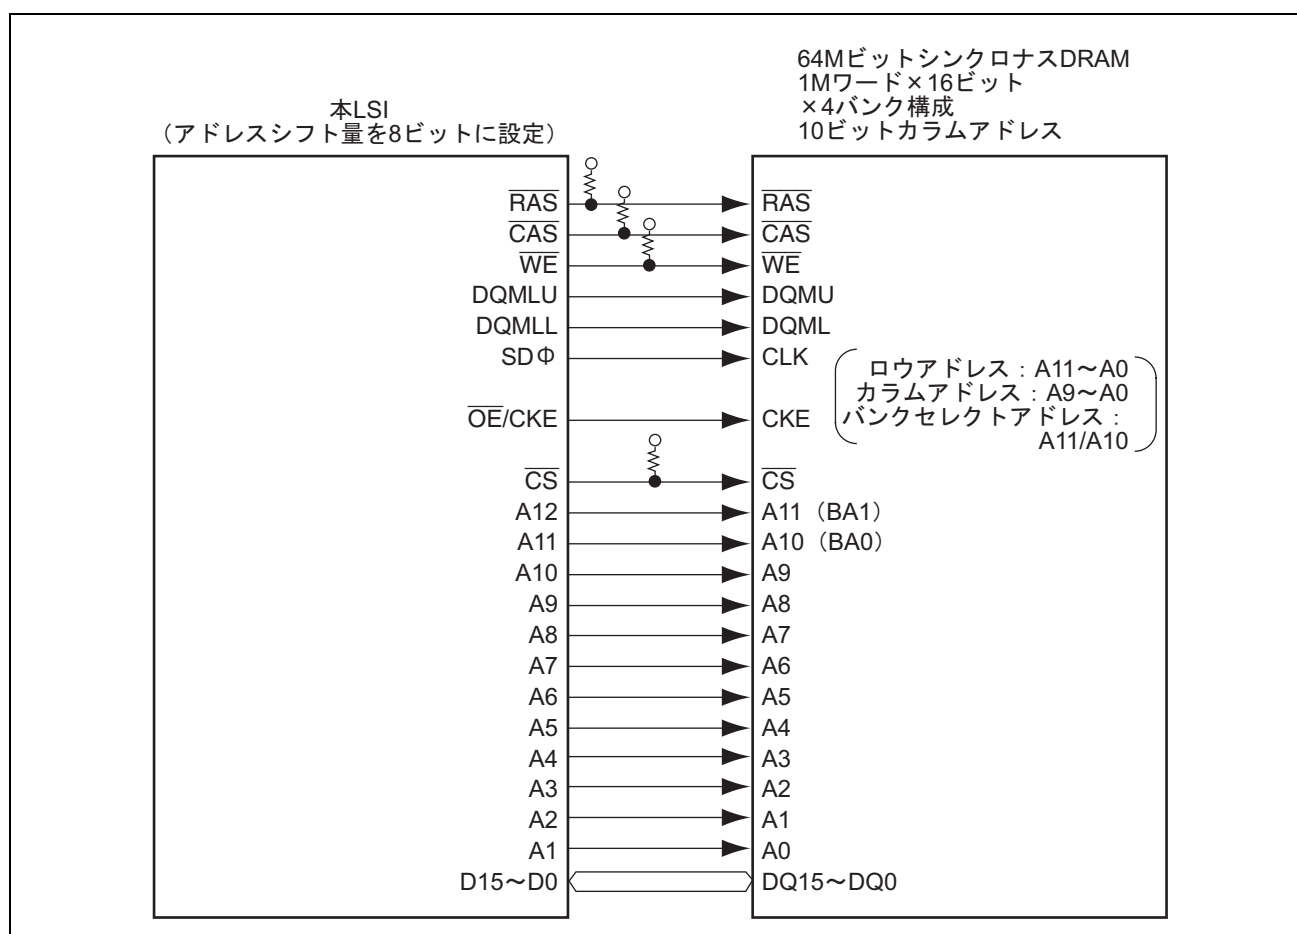 64MビットシンクロナスDRAM
1Mワード×16ビット
×4バンク構成
10ビットカラムアドレス
本LSI
(アドレスシフト量を8ビットに設定)
RAS RAS
CAS CAS
WE WE
DQMLU DQMU
DQMLL DQML
SDΦ CLK
ロウアドレス：A11～A0
カラムアドレス：A9～A0
バンクセレクトアドレス：
A11/A10
OE/CKE CKE
CS CS
A12 A11（BA1）
A11 A10（BA0）
A10 A9
A9 A8
A8 A7
A7 A6
A6 A5
A5 A4
A4 A3
A3 A2
A2 A1
A1 A0
D15～D0 DQ15～DQ0